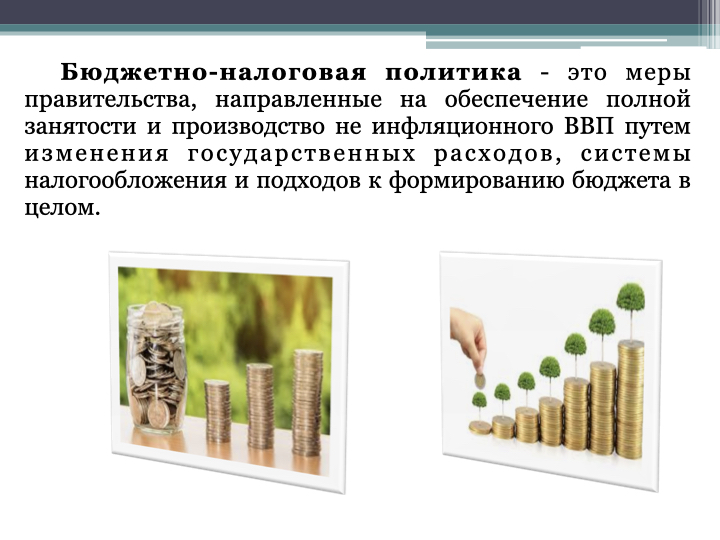 Бюджетно-налоговая политика - это меры
правительства, направленные на обеспечение полной
занятости и производство не инфляционного ВВП путем
изменения государственных расходов, системы
налогообложения и подходов к формированию бюджета в
целом.